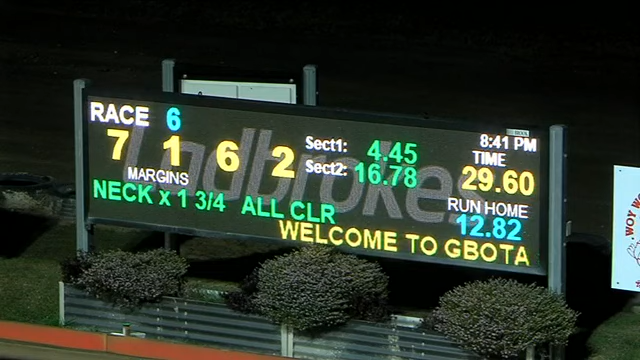 RACE 6 8:41 PM
7 1 6 2
Sect1: 4.45 TIME
Sect2: 16.78 29.60
MARGINS RUN HOME
NECK x 1 3/4 ALL CLR 12.82
WELCOME TO GBOTA
Ladbrokes
WOY W